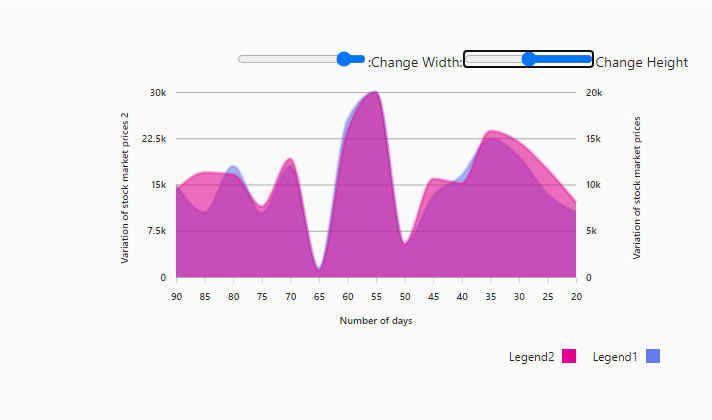 :Change Width: Change Height
30k
22.5k
15k
7.5k
0
Variation of stock market prices 2
20k
15k
10k
5k
0
Variation of stock market prices
90 85 80 75 70 65 60 55 50 45 40 35 30 25 20
Number of days
Legend2 Legend1